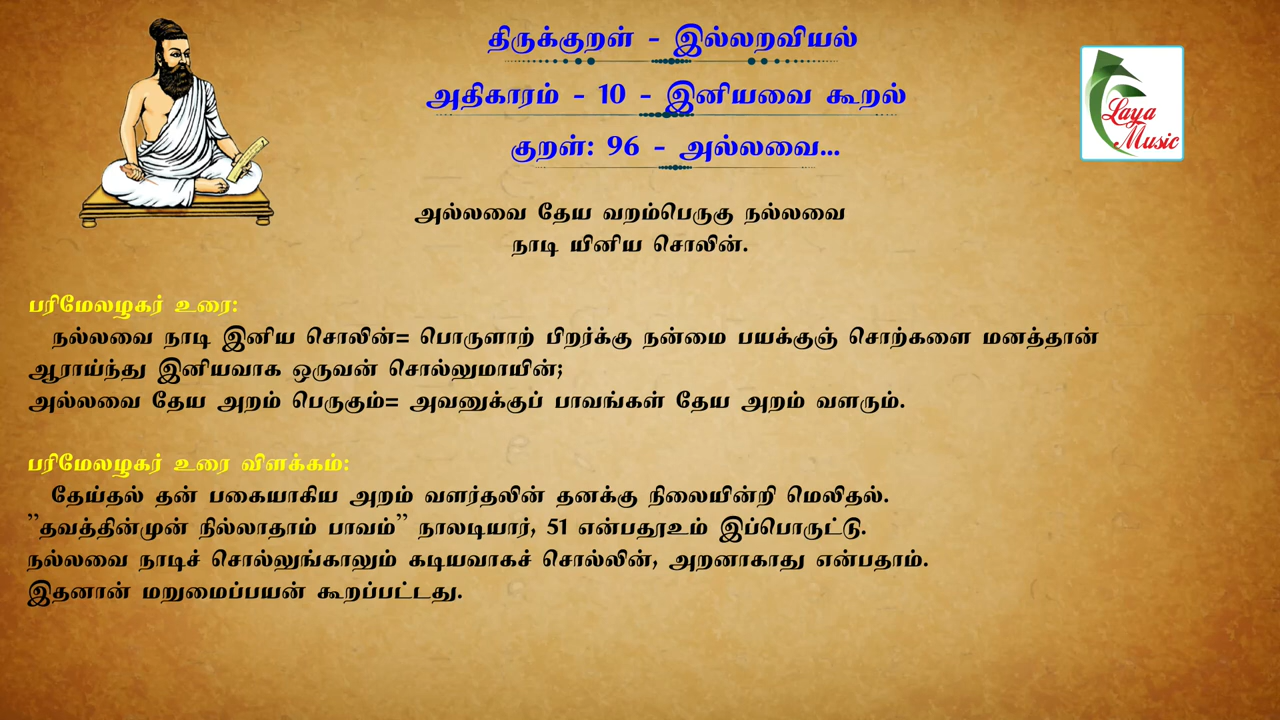 திருக்குறள் - இல்லறவியல்
அதிகாரம் - 10 - இனியவை கூறல்
குறள்: 96 - அல்லவை...
Laya
Music
அல்லவை தேய வறம்பெருகு நல்லவை
நாடி யினிய சொலின்.
பரிமேலழகர் உரை:
நல்லவை நாடி இனிய சொலின்= பொருளாற் பிறர்க்கு நன்மை பயக்குஞ் சொற்களை மனத்தான்
ஆராய்ந்து இனியவாக ஒருவன் சொல்லுமாயின்;
அல்லவை தேய அறம் பெருகும்= அவனுக்குப் பாவங்கள் தேய அறம் வளரும்.
பரிமேலழகர் உரை விளக்கம்:
தேய்தல் தன் பகையாகிய அறம் வளர்தலின் தனக்கு நிலையின்றி மெலிதல்.
”தவத்தின்முன் நில்லாதாம் பாவம்” நாலடியார், 51 என்பதூஉம் இப்பொருட்டு.
நல்லவை நாடிச் சொல்லுங்காலும் கடியவாகச் சொல்லின், அறனாகாது என்பதாம்.
இதனான் மறுமைப்பயன் கூறப்பட்டது.